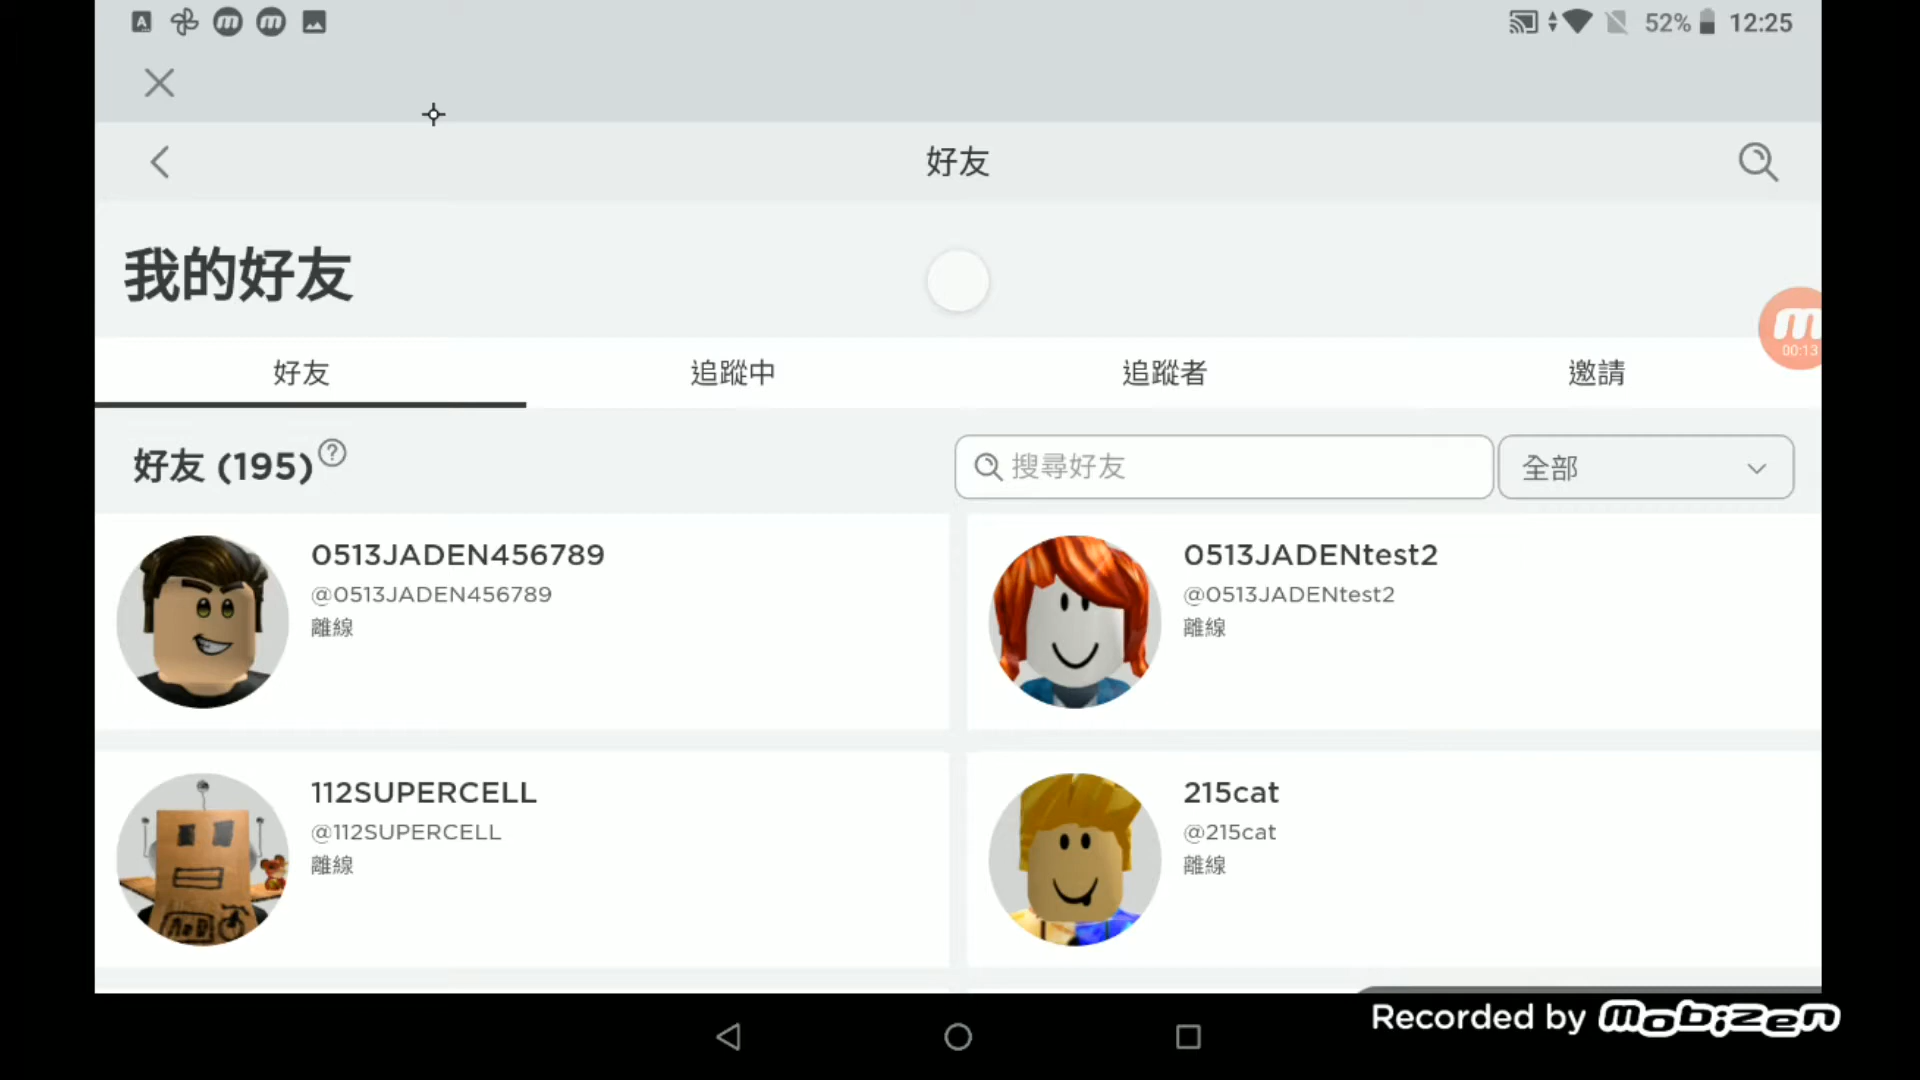 52% 12:25
好友
我的好友
00:13
好友 追蹤中 追蹤者 邀請
好友 (195) ?
搜尋好友 全部
0513JADEN456789
@0513JADEN456789
離線
0513JADENtest2
@0513JADENtest2
離線
112SUPERCELL
@112SUPERCELL
離線
215cat
@215cat
離線
Recorded by mobizen